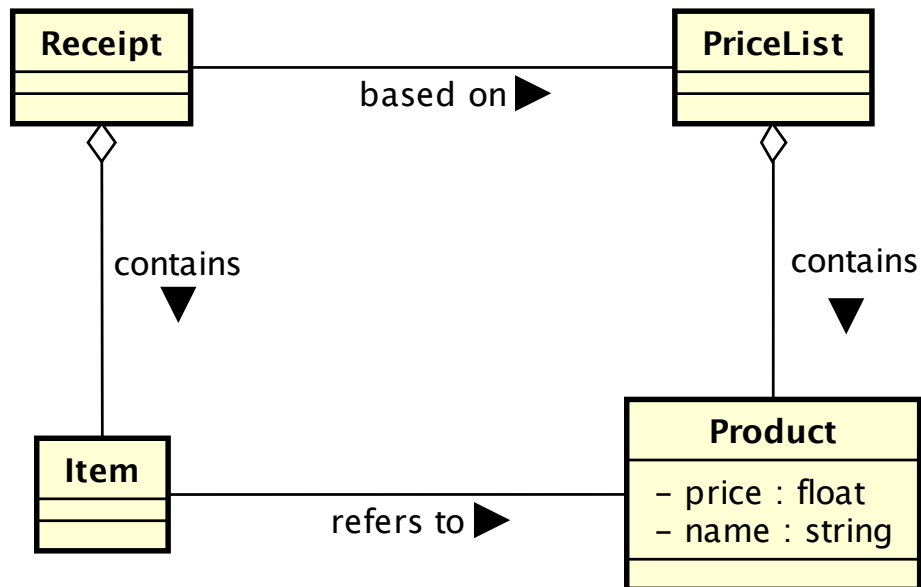 Receipt
PriceList
based on
contains
contains
Item
Product
– price : float
– name : string
refers to